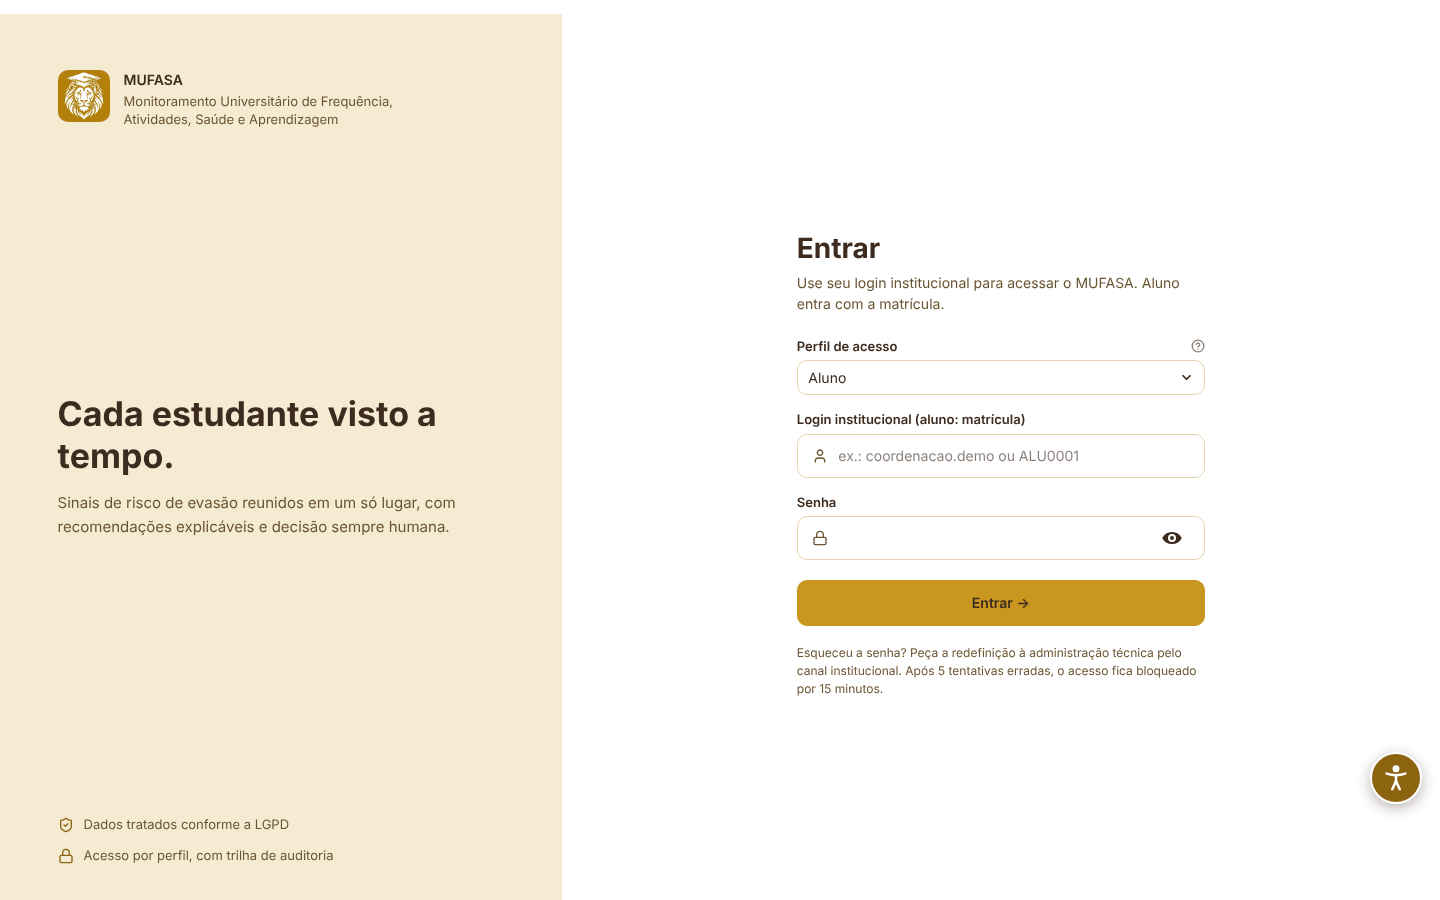 MUFASA
Monitoramento Universitário de Frequência,
Atividades, Saúde e Aprendizagem
Cada estudante visto a
tempo.
Sinais de risco de evasão reunidos em um só lugar, com
recomendações explicáveis e decisão sempre humana.
Dados tratados conforme a LGPD
Acesso por perfil, com trilha de auditoria
Entrar
Use seu login institucional para acessar o MUFASA. Aluno
entra com a matrícula.
Perfil de acesso
Aluno
Login institucional (aluno: matrícula)
ex.: coordenacao.demo ou ALU0001
Senha
Entrar →
Esqueceu a senha? Peça a redefinição à administração técnica pelo
canal institucional. Após 5 tentativas erradas, o acesso fica bloqueado
por 15 minutos.